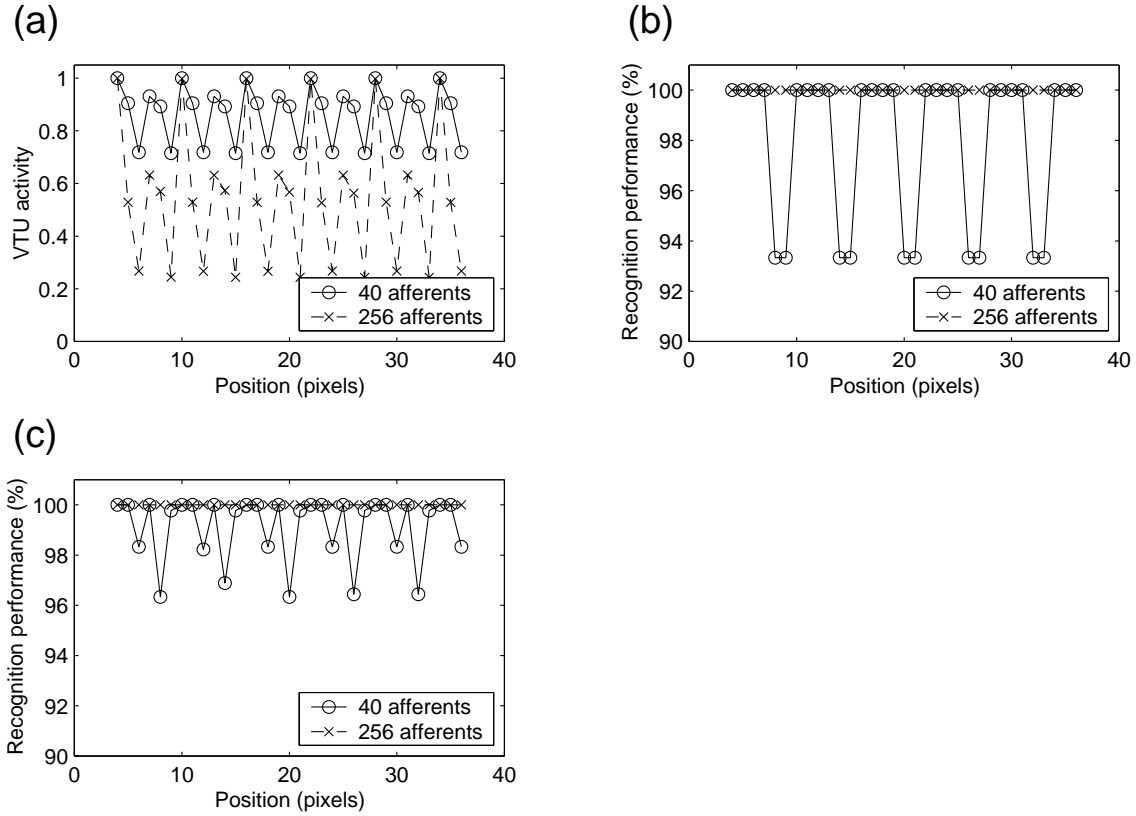 (a)
VTU activity
1
0.8
0.6
0.4
0.2
0
0
10
20
30
40
Position (pixels)
40 afferents
256 afferents
(b)
Recognition performance (%)
100
98
96
94
92
90
0
10
20
30
40
Position (pixels)
40 afferents
256 afferents
(c)
Recognition performance (%)
100
98
96
94
92
90
0
10
20
30
40
Position (pixels)
40 afferents
256 afferents